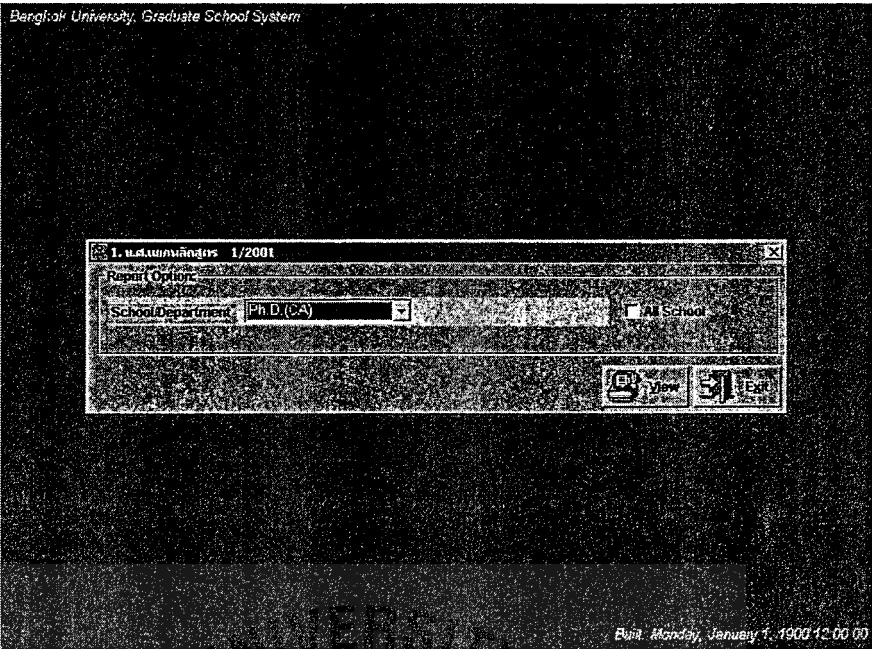 Bangkok University, Graduate School System
1. น.ศ.แยกหลักสูตร 1/2001
Report Option:
School/Department Ph.D.(CA) All School
View Exit
Built: Monday, January 1, 1900 12:00:00